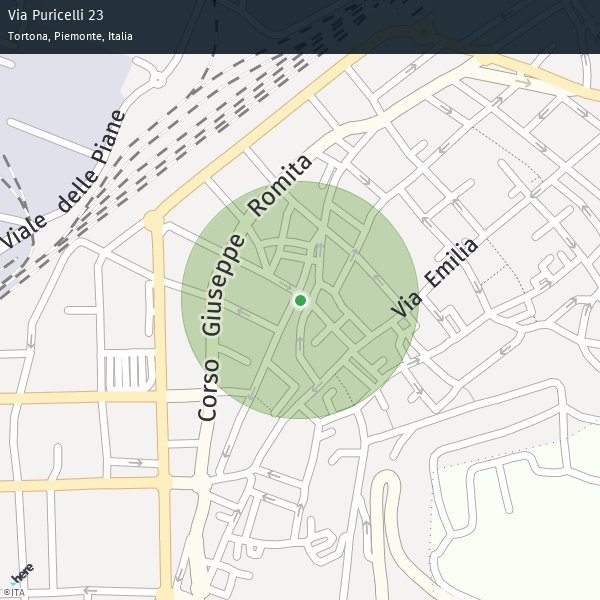 Via Puricelli 23
Tortona, Piemonte, Italia
Viale delle Piane
Corso Giuseppe Romita
Via Emilia
here
©ITA